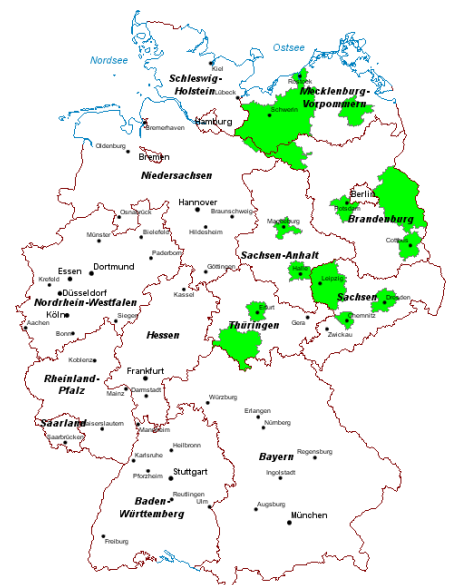 Ostsee
Nordsee
Kiel
Schleswig-
Holstein
Rostock
Mecklenburg-
Vorpommern
Lübeck
Schwerin
Hamburg
Bremerhaven
Oldenburg
Bremen
Niedersachsen
Berlin
Potsdam
Brandenburg
Hannover
Braunschweig
Osnabrück
Magdeburg
Hildesheim
Bielefeld
Münster
Cottbus
Paderborn
Sachsen-Anhalt
Göttingen
Halle
Dortmund
Essen
Krefeld
Leipzig
Kassel
Düsseldorf
Nordrhein-Westfalen
Sachsen
Dresden
Köln
Siegen
Erfurt
Gera
Chemnitz
Thüringen
Aachen
Bonn
Hessen
Zwickau
Koblenz
Frankfurt
Rheinland-
Pfalz
Mainz
Darmstadt
Würzburg
Erlangen
Saarland
Kaiserslautern
Mannheim
Nürnberg
Saarbrücken
Heilbronn
Karlsruhe
Bayern
Regensburg
Pforzheim
Stuttgart
Ingolstadt
Reutlingen
Baden-
Württemberg
Ulm
Augsburg
München
Freiburg